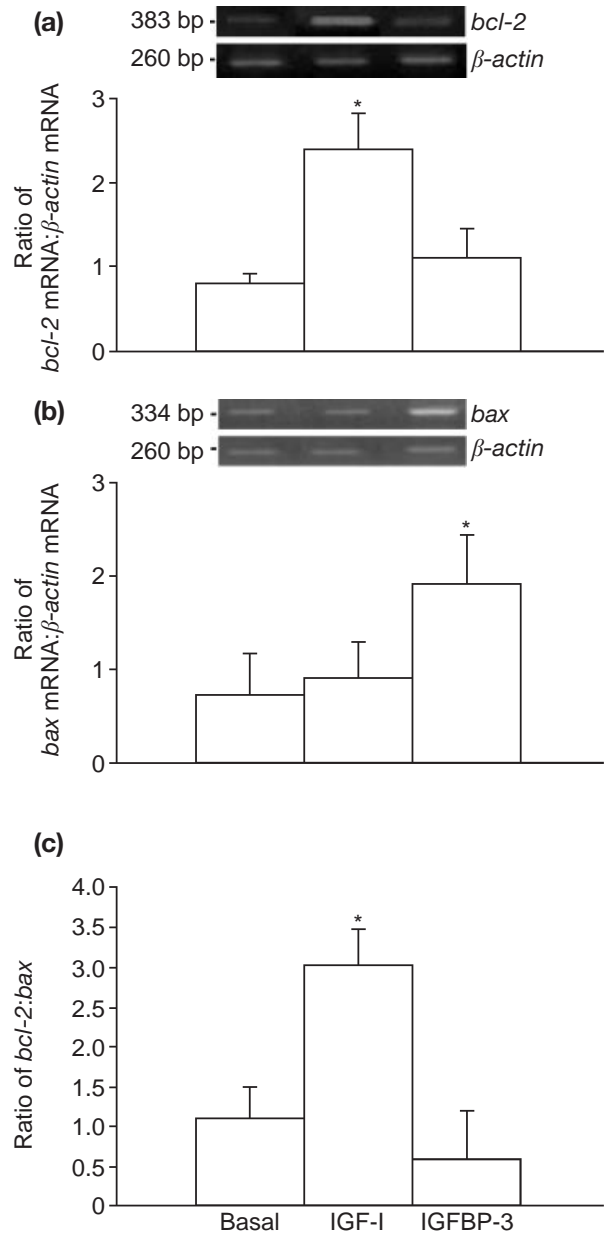 (a)
383 bp
bcl-2
260 bp
β-actin
Ratio of
bcl-2 mRNA:β-actin mRNA
3
2
1
0
*
(b)
334 bp
bax
260 bp
β-actin
Ratio of
bax mRNA:β-actin mRNA
3
2
1
0
*
(c)
Ratio of bcl-2:bax
4.0
3.5
3.0
2.5
2.0
1.5
1.0
0.5
0
*
Basal IGF-I IGFBP-3